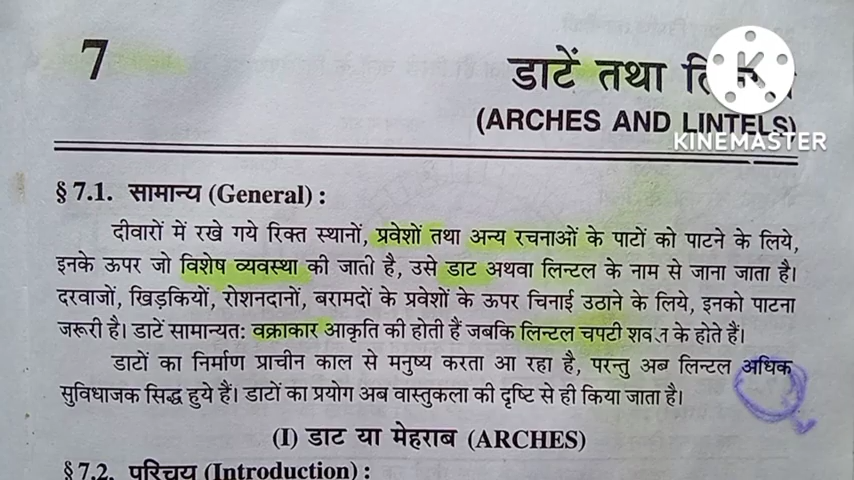 7
डाटें तथा
(ARCHES AND LINTELS)
K
KINEMASTER
§ 7.1. सामान्य (General) :
दीवारों में रखे गये रिक्त स्थानों, प्रवेशों तथा अन्य रचनाओं के पाटों को पाटने के लिये,
इनके ऊपर जो विशेष व्यवस्था की जाती है, उसे डाट अथवा लिन्टल के नाम से जाना जाता है।
दरवाजों, खिड़कियों, रोशनदानों, बरामदों के प्रवेशों के ऊपर चिनाई उठाने के लिये, इनको पाटना
जरूरी है। डाटें सामान्यत: वक्राकार आकृति की होती हैं जबकि लिन्टल चपटी के होते हैं।
डाटों का निर्माण प्राचीन काल से मनुष्य करता आ रहा है, परन्तु अब लिन्टल अधिक
सुविधाजक सिद्ध हुये हैं। डाटों का प्रयोग अब वास्तुकला की दृष्टि से ही किया जाता है।
(I) डाट या मेहराब (ARCHES)
§ 7.2. परिचय (Introduction) :